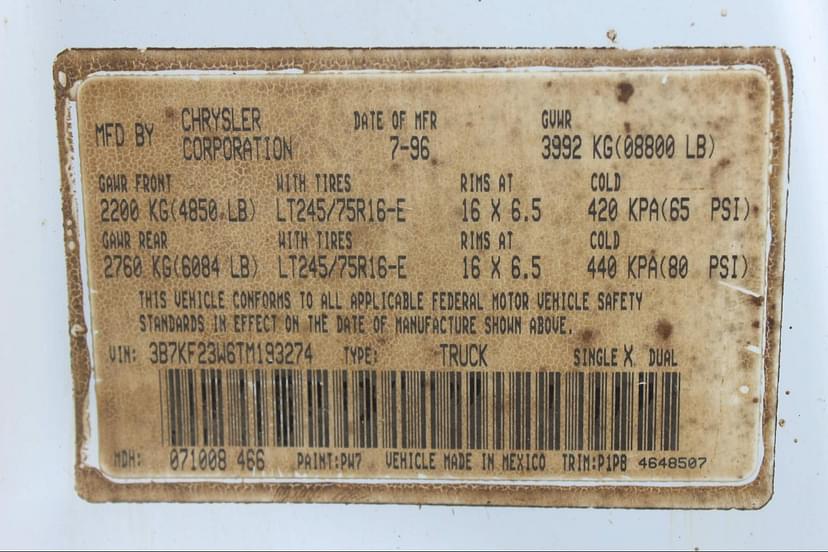 MFD BY CHRYSLER CORPORATION DATE OF MFR 7-96 GVWR 3992 KG(08800 LB)
GAWR FRONT WITH TIRES RIMS AT COLD
2200 KG(4850 LB) LT245/75R16-E 16 X 6.5 420 KPA(65 PSI)
GAWR REAR WITH TIRES RIMS AT COLD
2760 KG(6084 LB) LT245/75R16-E 16 X 6.5 440 KPA(80 PSI)
THIS VEHICLE CONFORMS TO ALL APPLICABLE FEDERAL MOTOR VEHICLE SAFETY
STANDARDS IN EFFECT ON THE DATE OF MANUFACTURE SHOWN ABOVE.
VIN: 3B7KF23W6TM193274 TYPE: TRUCK SINGLE X DUAL
MDH: 071008 466 PAINT:PW7 VEHICLE MADE IN MEXICO TRIM:P1P8 4648507